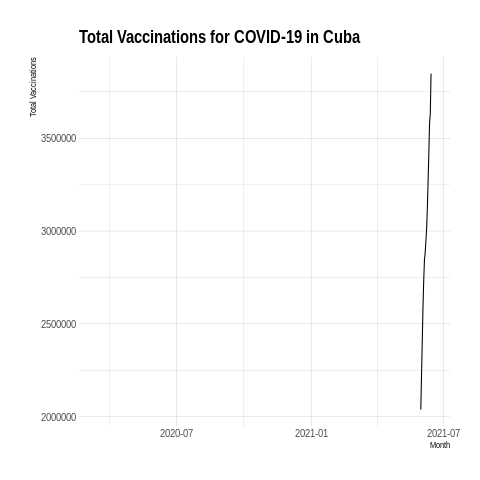 Total Vaccinations for COVID-19 in Cuba
Total Vaccinations
3500000
3000000
2500000
2000000
2020-07
2021-01
2021-07
Month